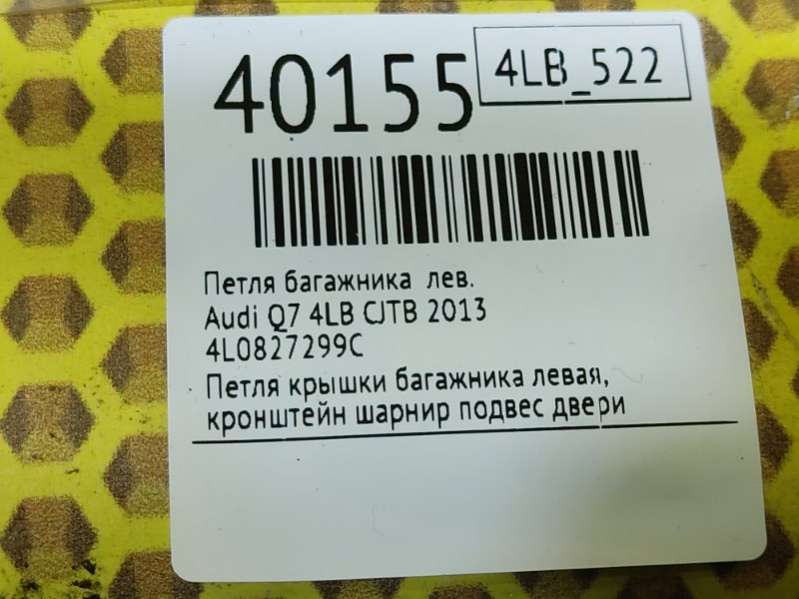 40155
4LB_522
Петля багажника лев.
Audi Q7 4LB CJTB 2013
4L0827299C
Петля крышки багажника левая,
кронштейн шарнир подвес двери